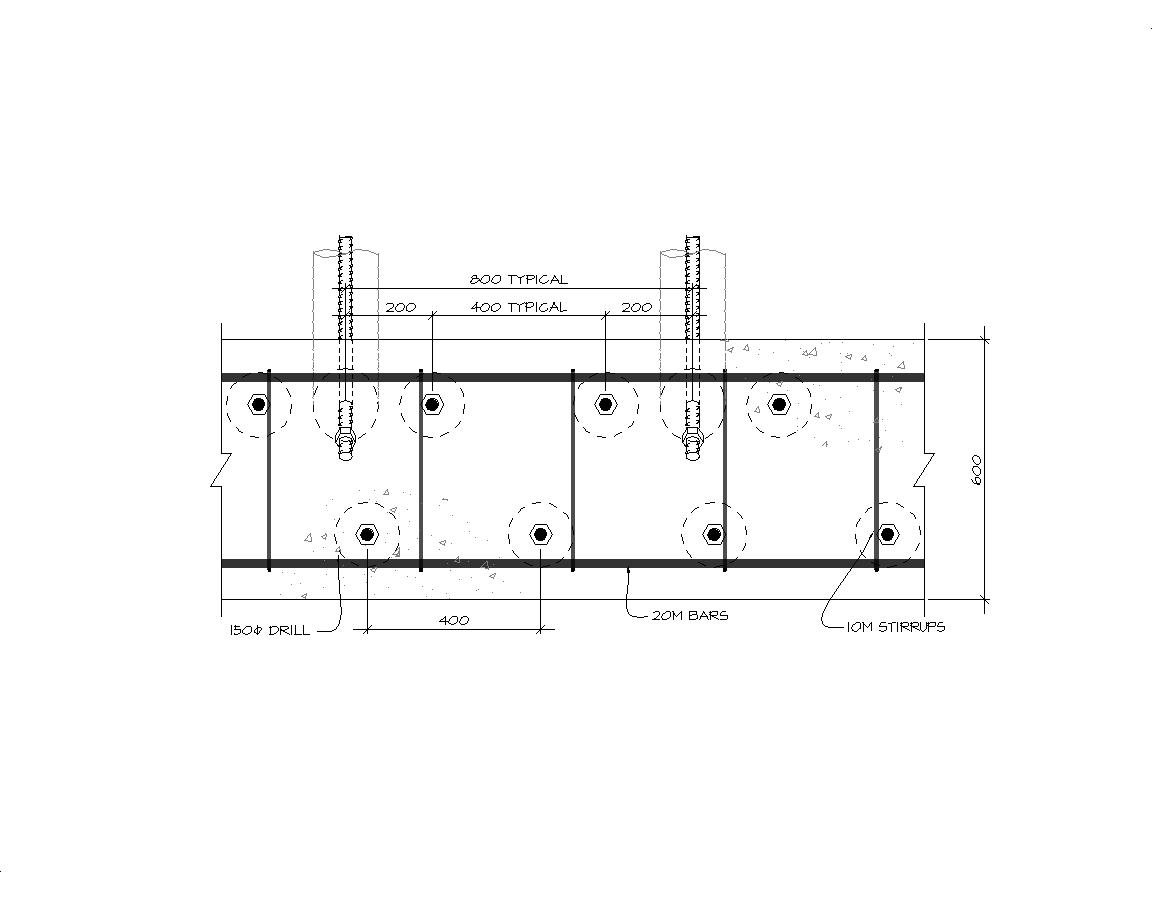 800 TYPICAL
200
400 TYPICAL
200
600
150Φ DRILL
400
20M BARS
10M STIRRUPS